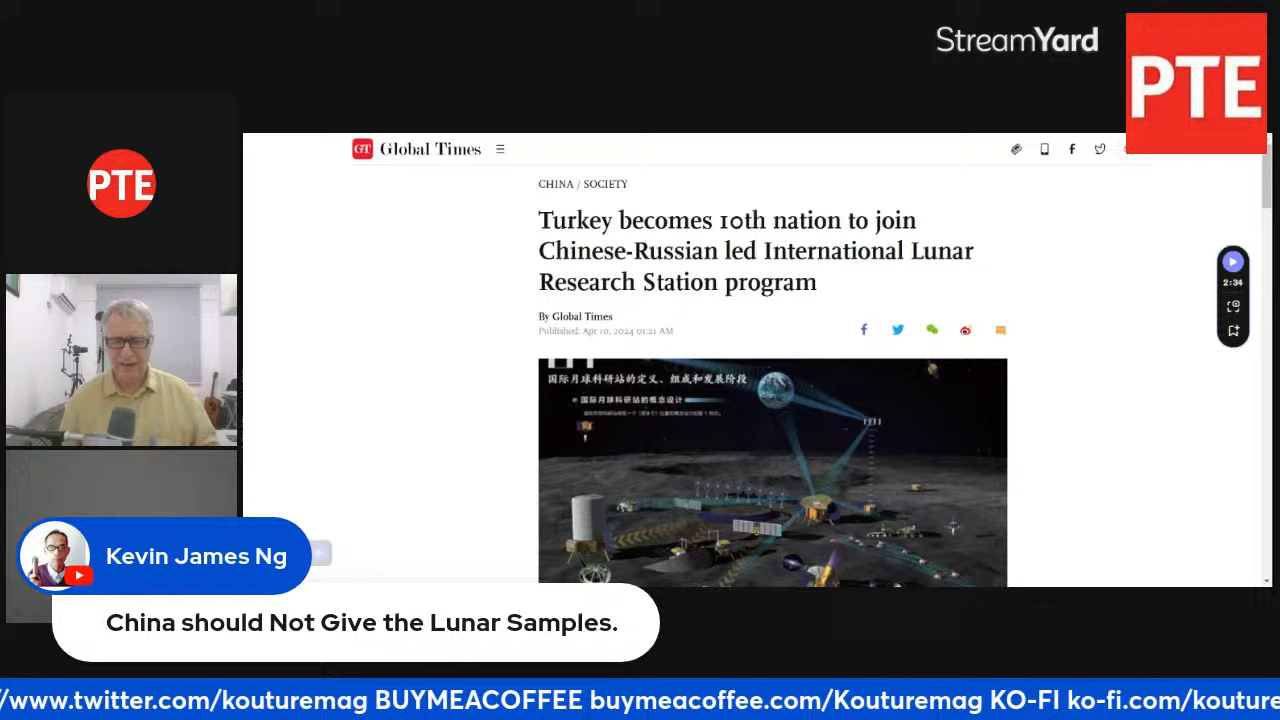 StreamYard
PTE
PTE
GT Global Times
CHINA / SOCIETY
Turkey becomes 10th nation to join
Chinese-Russian led International Lunar
Research Station program
By Global Times
Published: Apr 10, 2024 01:21 AM
2:34
国际月球科研站的定义、组成和发展阶段
国际月球科研站的概念设计
Kevin James Ng
China should Not Give the Lunar Samples.
/www.twitter.com/kouturemag BUYMEACOFFEE buymeacoffee.com/Kouturemag KO-FI ko-fi.com/kouture